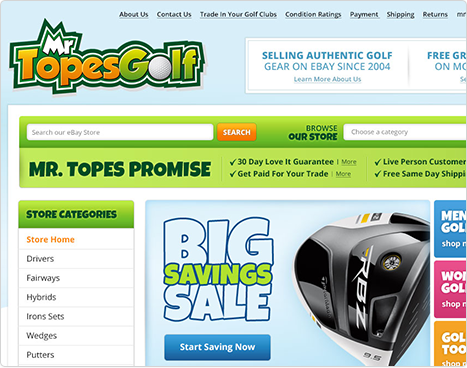 About Us Contact Us Trade In Your Golf Clubs Condition Ratings Payment Shipping Returns
Mr.
TopesGolf
SELLING AUTHENTIC GOLF
GEAR ON EBAY SINCE 2004
Learn More About Us
FREE GR
ON MO
Search our eBay Store
SEARCH
BROWSE
OUR STORE
Choose a category
MR. TOPES PROMISE
30 Day Love It Guarantee | More
Get Paid For Your Trade | More
Live Person Customer
Free Same Day Shippi
STORE CATEGORIES
Store Home
Drivers
Fairways
Hybrids
Irons Sets
Wedges
Putters
BIG
SAVINGS
SALE
Start Saving Now
RBZ
9.5
MEN
GOLF
shop n
WO
GOL
shop n
GOL
TOO
shop n